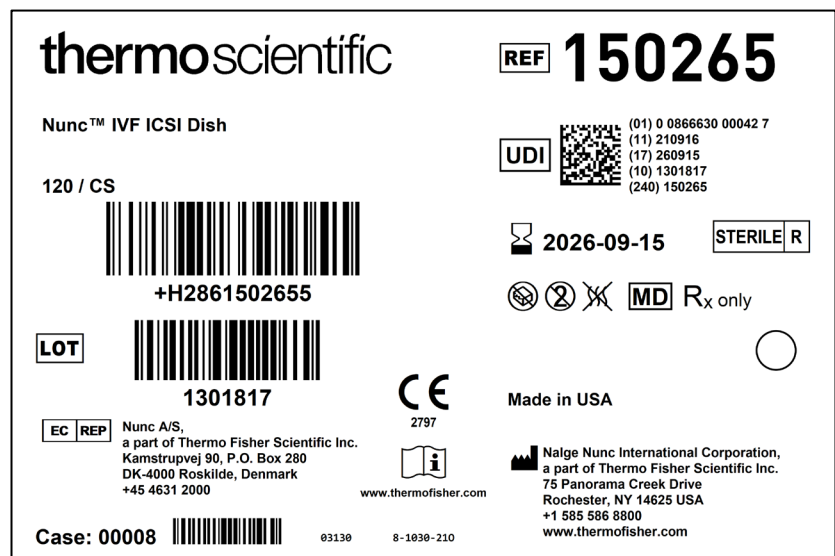 thermo scientific
REF 150265
Nunc™ IVF ICSI Dish
UDI
(01) 0 0866630 00042 7
(11) 210916
(17) 260915
(10) 1301817
(240) 150265
120 / CS
+H2861502655
2026-09-15
STERILE R
2
MD Rx only
LOT
1301817
CE
2797
Made in USA
EC REP
Nunc A/S,
a part of Thermo Fisher Scientific Inc.
Kamstrupvej 90, P.O. Box 280
DK-4000 Roskilde, Denmark
+45 4631 2000
i
www.thermofisher.com
Nalge Nunc International Corporation,
a part of Thermo Fisher Scientific Inc.
75 Panorama Creek Drive
Rochester, NY 14625 USA
+1 585 586 8800
www.thermofisher.com
Case: 00008
03130
8-1030-210